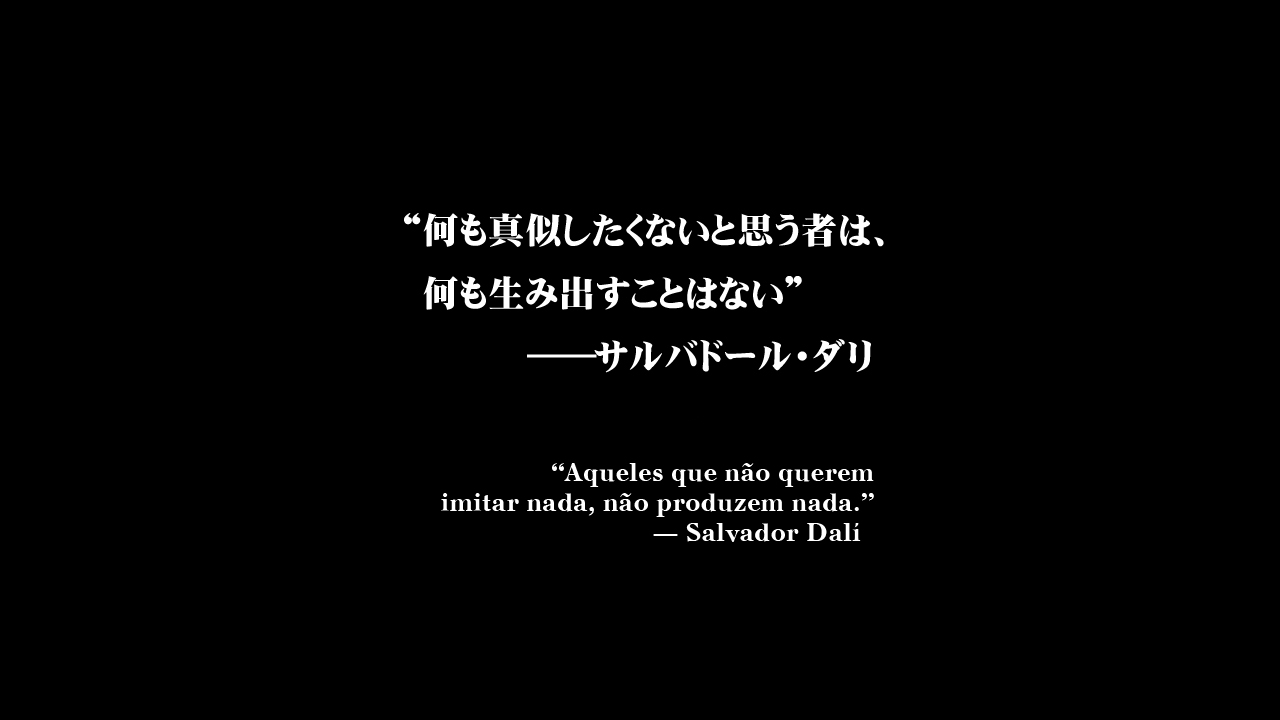 “何も真似したくないと思う者は、
何も生み出すことはない”
──サルバドール・ダリ
“Aqueles que não querem
imitar nada, não produzem nada.”
— Salvador Dalí